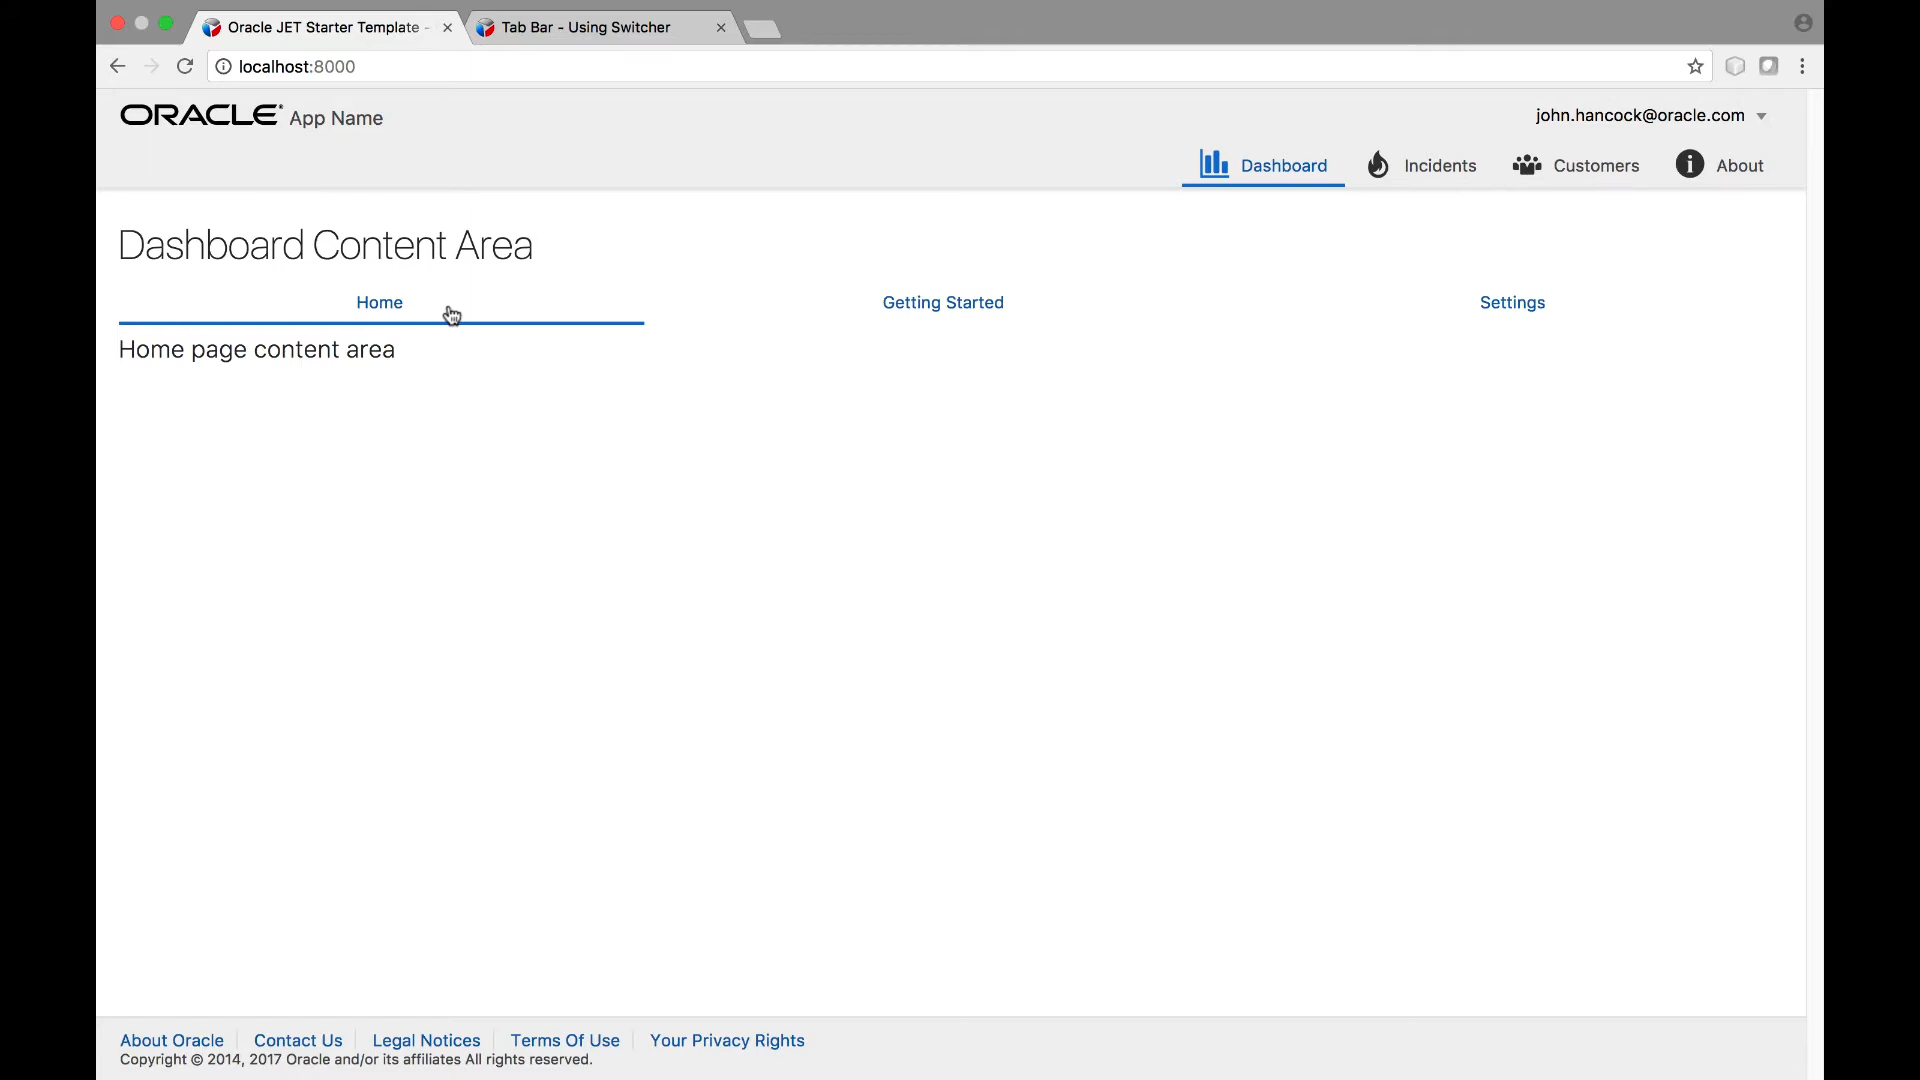 Oracle JET Starter Template -
Tab Bar - Using Switcher
localhost:8000
ORACLE® App Name
john.hancock@oracle.com
Dashboard
Incidents
Customers
About
Dashboard Content Area
Home
Getting Started
Settings
Home page content area
About Oracle
Contact Us
Legal Notices
Terms Of Use
Your Privacy Rights
Copyright © 2014, 2017 Oracle and/or its affiliates All rights reserved.